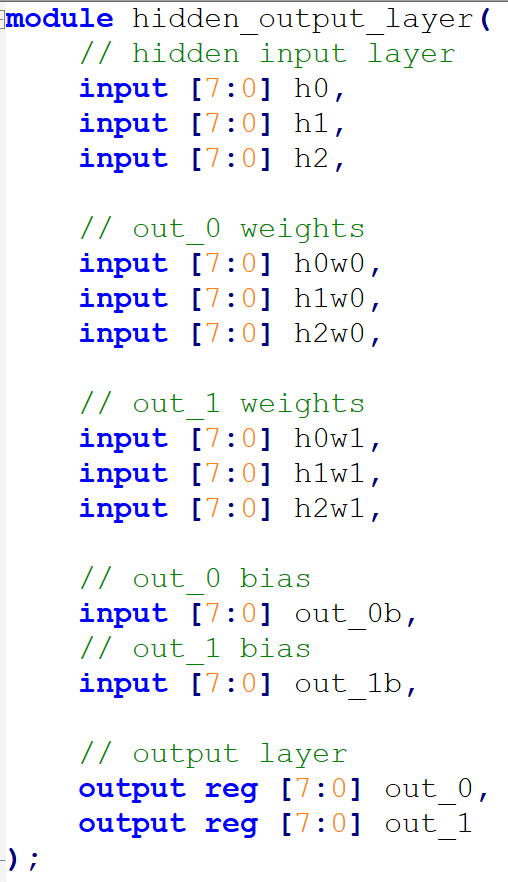 module hidden_output_layer(
// hidden input layer
input [7:0] h0,
input [7:0] h1,
input [7:0] h2,
// out_0 weights
input [7:0] h0w0,
input [7:0] h1w0,
input [7:0] h2w0,
// out_1 weights
input [7:0] h0w1,
input [7:0] h1w1,
input [7:0] h2w1,
// out_0 bias
input [7:0] out_0b,
// out_1 bias
input [7:0] out_1b,
// output layer
output reg [7:0] out_0,
output reg [7:0] out_1
);